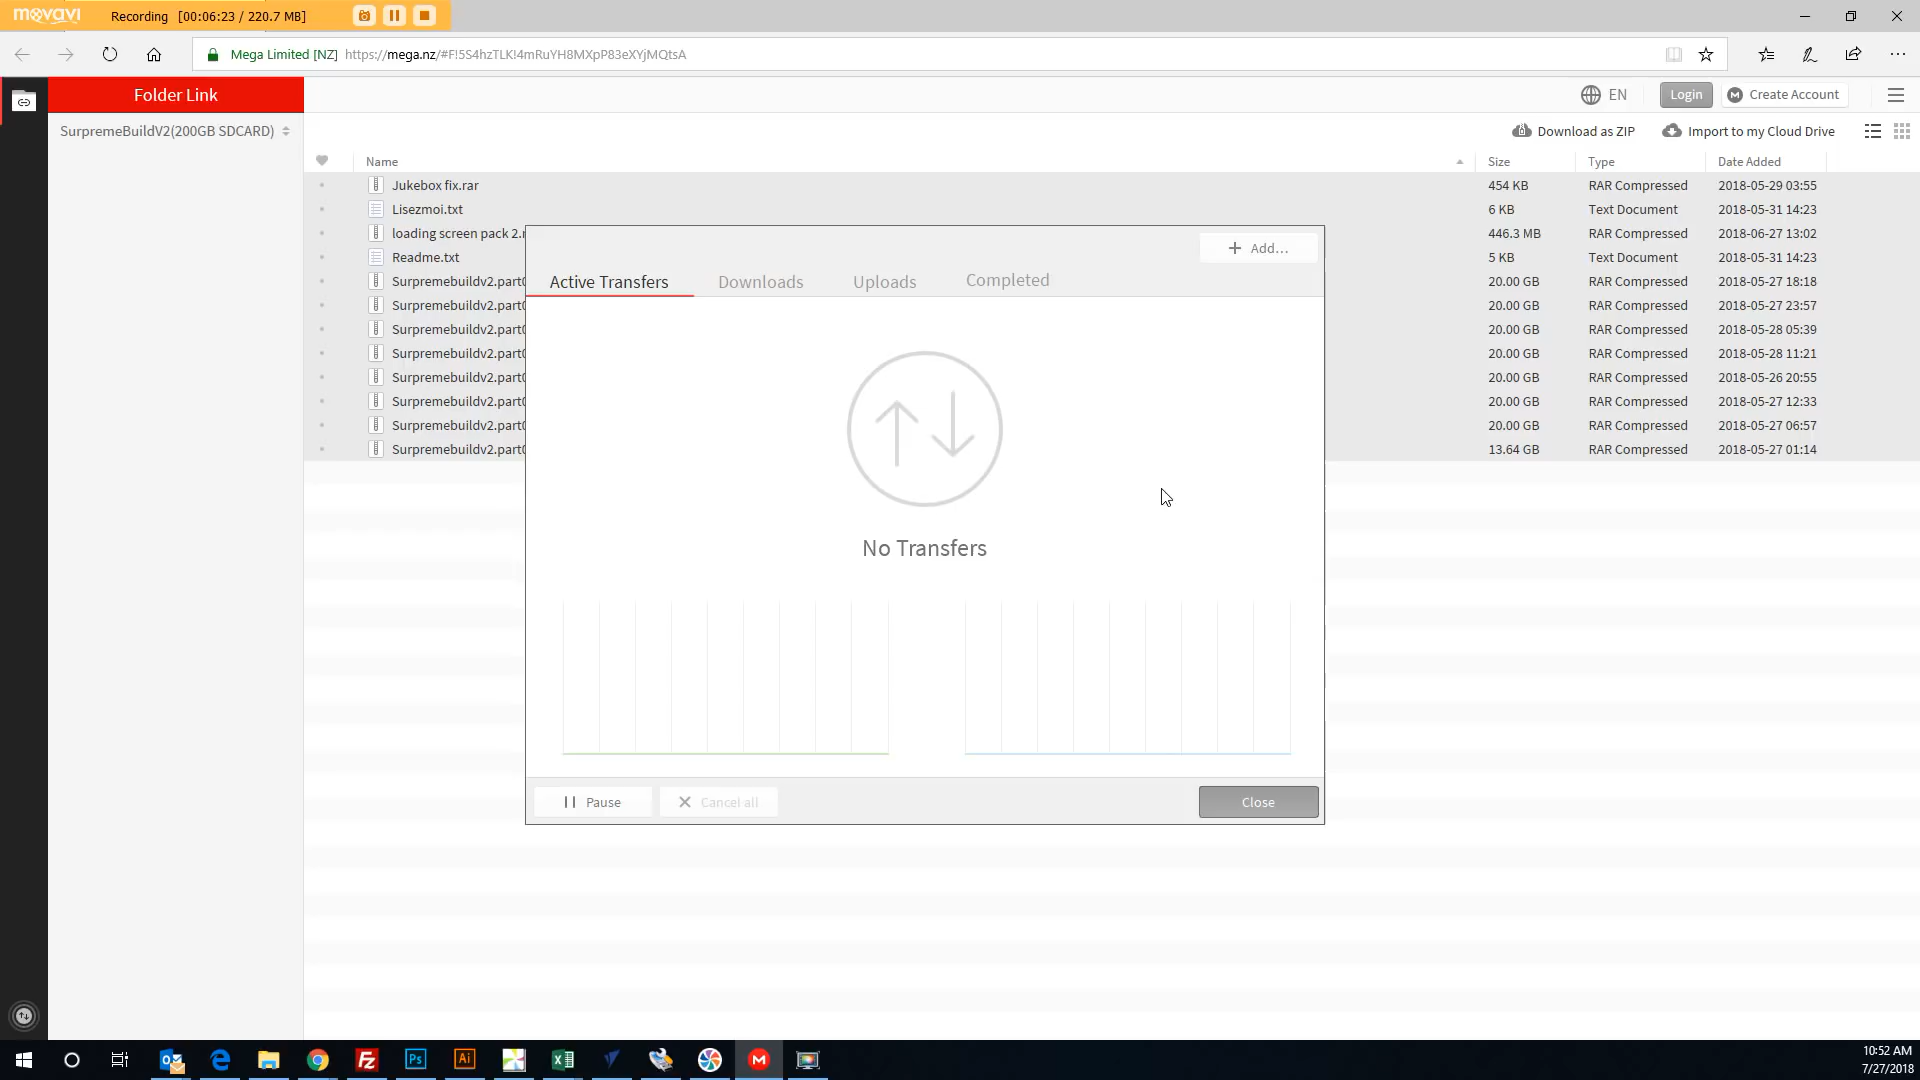 movavi Recording [00:06:23 / 220.7 MB]
Mega Limited [NZ] https://mega.nz/#F!5S4hzTLK!4mRuYH8MXpP83eXYjMQtsA
Folder Link
EN Login M Create Account
SurpremeBuildV2(200GB SDCARD)
Download as ZIP Import to my Cloud Drive
Name Size Type Date Added
Jukebox fix.rar 454 KB RAR Compressed 2018-05-29 03:55
Lisezmoi.txt 6 KB Text Document 2018-05-31 14:23
loading screen pack 2.r 446.3 MB RAR Compressed 2018-06-27 13:02
Readme.txt 5 KB Text Document 2018-05-31 14:23
Surpremebuildv2.part0 20.00 GB RAR Compressed 2018-05-27 18:18
Surpremebuildv2.part0 20.00 GB RAR Compressed 2018-05-27 23:57
Surpremebuildv2.part0 20.00 GB RAR Compressed 2018-05-28 05:39
Surpremebuildv2.part0 20.00 GB RAR Compressed 2018-05-28 11:21
Surpremebuildv2.part0 20.00 GB RAR Compressed 2018-05-26 20:55
Surpremebuildv2.part0 20.00 GB RAR Compressed 2018-05-27 12:33
Surpremebuildv2.part0 20.00 GB RAR Compressed 2018-05-27 06:57
Surpremebuildv2.part0 13.64 GB RAR Compressed 2018-05-27 01:14
+ Add...
Active Transfers Downloads Uploads Completed
No Transfers
Pause Cancel all Close
10:52 AM
7/27/2018